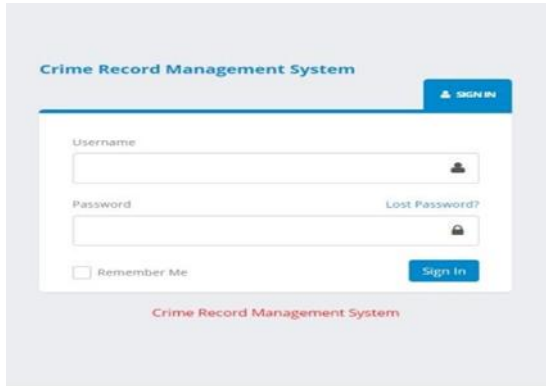 Crime Record Management System
SIGN IN
Username
Password Lost Password?
Remember Me Sign In
Crime Record Management System